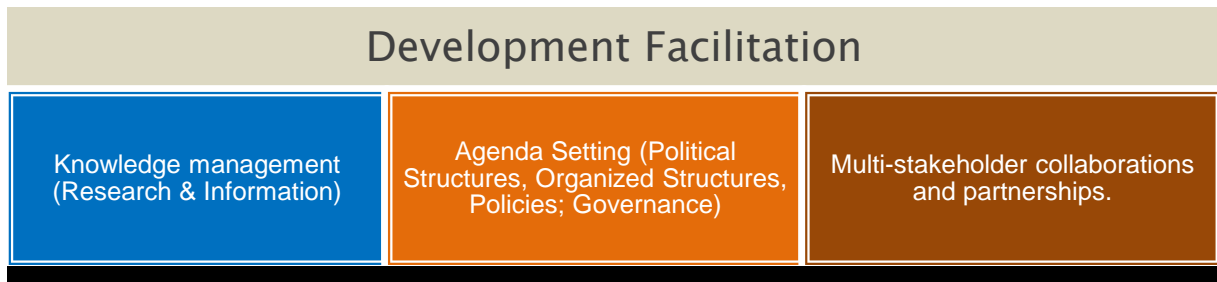 Development Facilitation
Knowledge management
(Research & Information)
Agenda Setting (Political
Structures, Organized Structures,
Policies; Governance)
Multi-stakeholder collaborations
and partnerships.